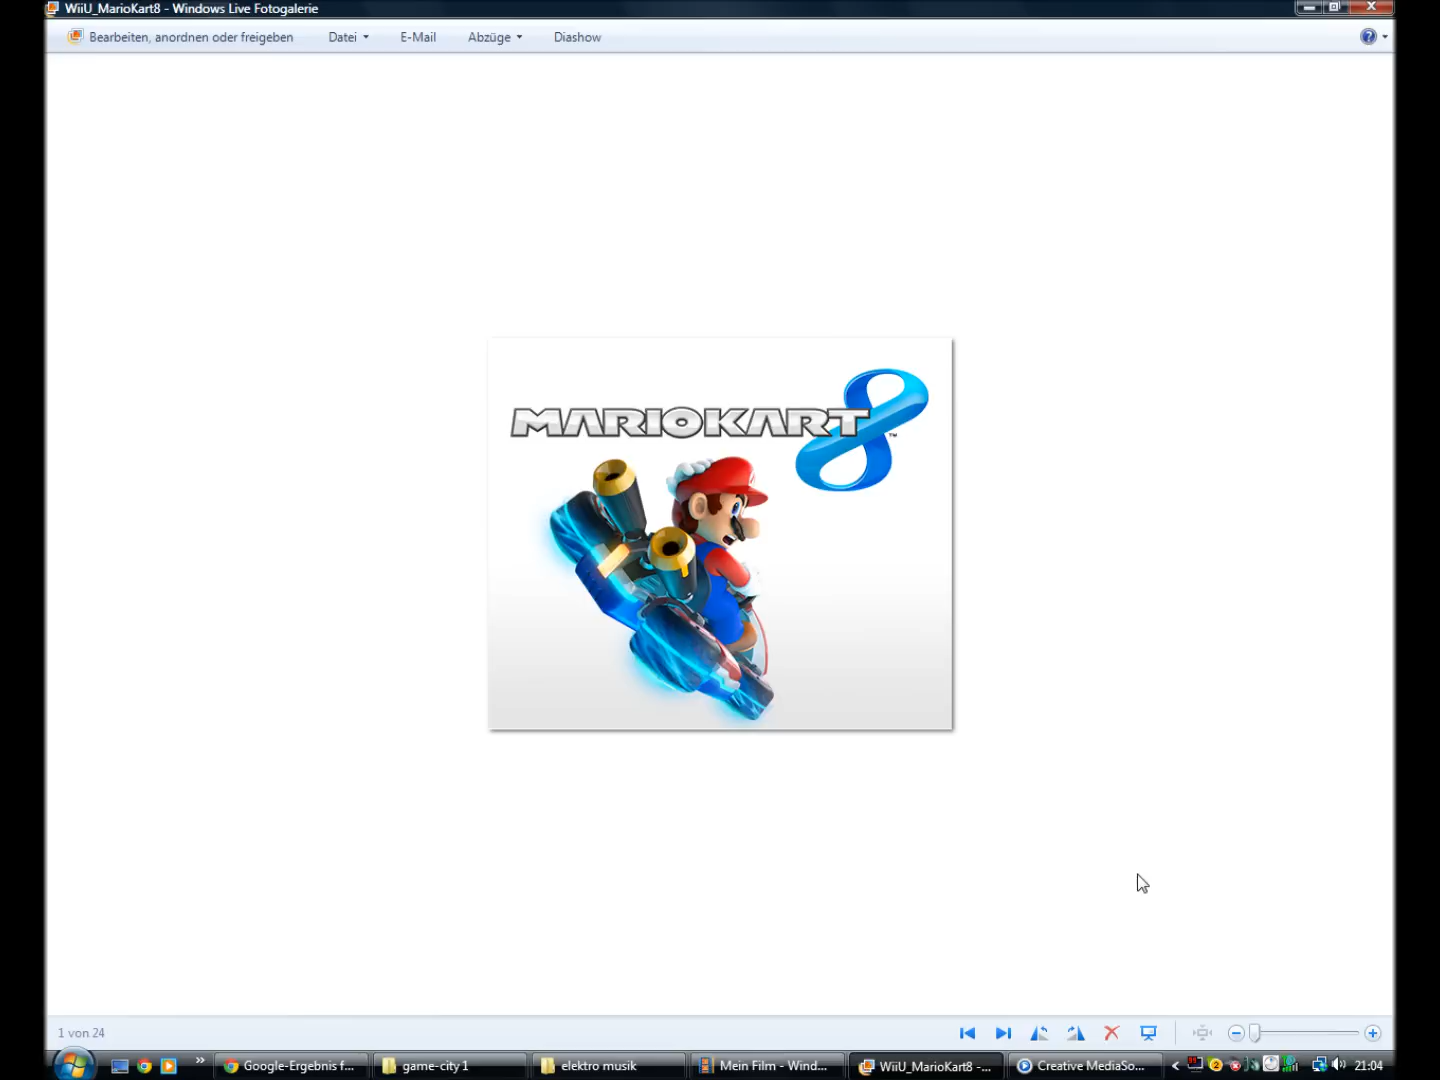 WiiU_MarioKart8 - Windows Live Fotogalerie
Bearbeiten, anordnen oder freigeben Datei E-Mail Abzüge Diashow
MARIOKART 8 ™
1 von 24
Google-Ergebnis f... game-city 1 elektro musik Mein Film - Wind... WiiU_MarioKart8 -... Creative MediaSo... 21:04